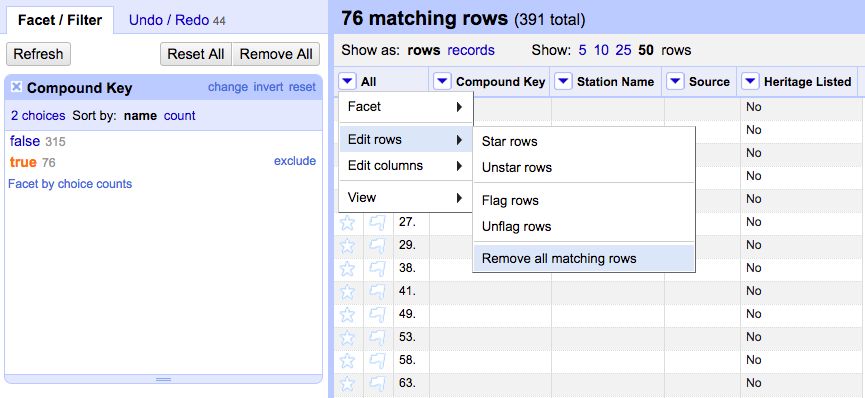 Facet / Filter Undo / Redo 44
Refresh Reset All Remove All
Compound Key change invert reset
2 choices Sort by: name count
false 315
true 76 exclude
Facet by choice counts
76 matching rows (391 total)
Show as: rows records Show: 5 10 25 50 rows
All Compound Key Station Name Source Heritage Listed
Facet
Edit rows
Edit columns
View
Star rows
Unstar rows
Flag rows
Unflag rows
Remove all matching rows
No
No
No
No
27. No
29. No
38. No
41. No
49. No
53. No
58. No
63. No